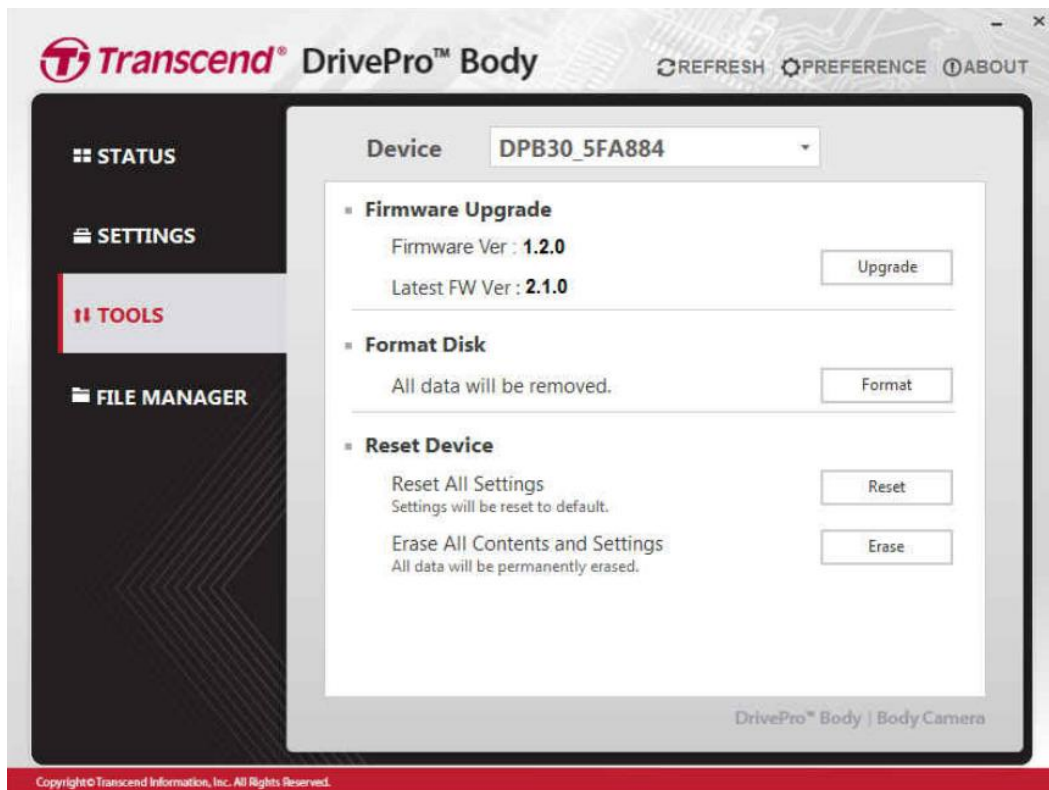 Transcend® DrivePro™ Body
REFRESH PREFERENCE ABOUT
STATUS
SETTINGS
TOOLS
FILE MANAGER
Device DPB30_5FA884
Firmware Upgrade
Firmware Ver : 1.2.0
Latest FW Ver : 2.1.0
Upgrade
Format Disk
All data will be removed.
Format
Reset Device
Reset All Settings
Settings will be reset to default.
Reset
Erase All Contents and Settings
All data will be permanently erased.
Erase
DrivePro™ Body | Body Camera
Copyright©Transcend Information, Inc. All Rights Reserved.